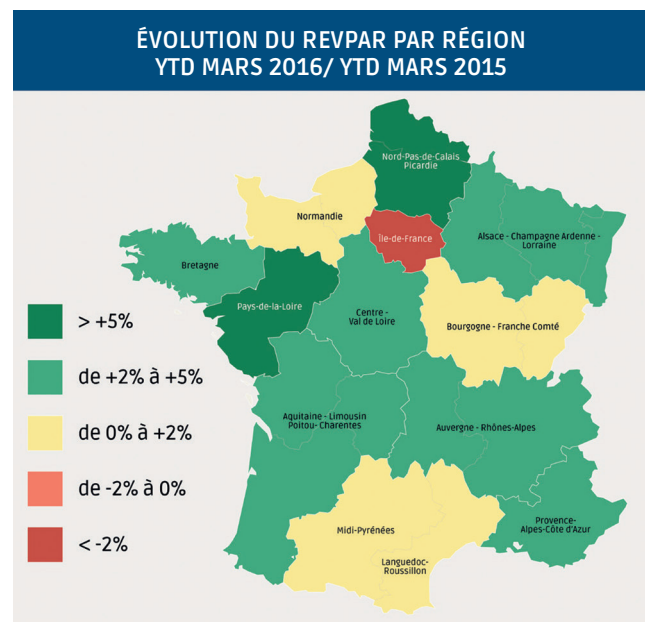 ÉVOLUTION DU REVPAR PAR RÉGION
YTD MARS 2016/ YTD MARS 2015
Nord-Pas-de-Calais
Picardie
Normandie
Île-de-France
Alsace - Champagne Ardenne -
Lorraine
Bretagne
Pays-de-la-Loire
Centre -
Val de Loire
Bourgogne - Franche Comté
> +5%
de +2% à +5%
de 0% à +2%
de -2% à 0%
< -2%
Aquitaine - Limousin
Poitou- Charentes
Auvergne - Rhônes-Alpes
Midi-Pyrénées
Languedoc-
Roussillon
Provence-
Alpes-Côte d'Azur